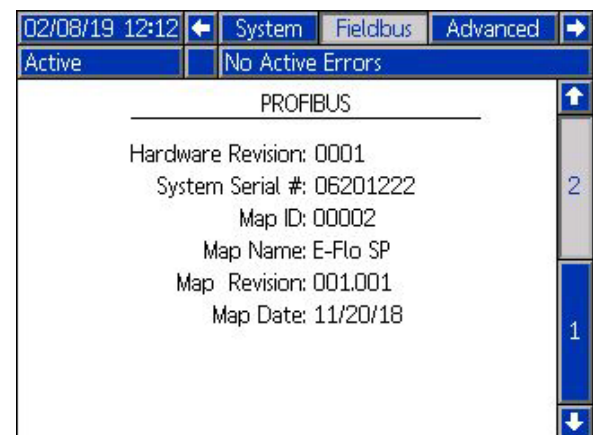 02/08/19 12:12 System Fieldbus Advanced
Active No Active Errors
PROFIBUS
Hardware Revision: 0001
System Serial #: 06201222
2
Map ID: 00002
Map Name: E-Flo SP
Map Revision: 001.001
Map Date: 11/20/18
1